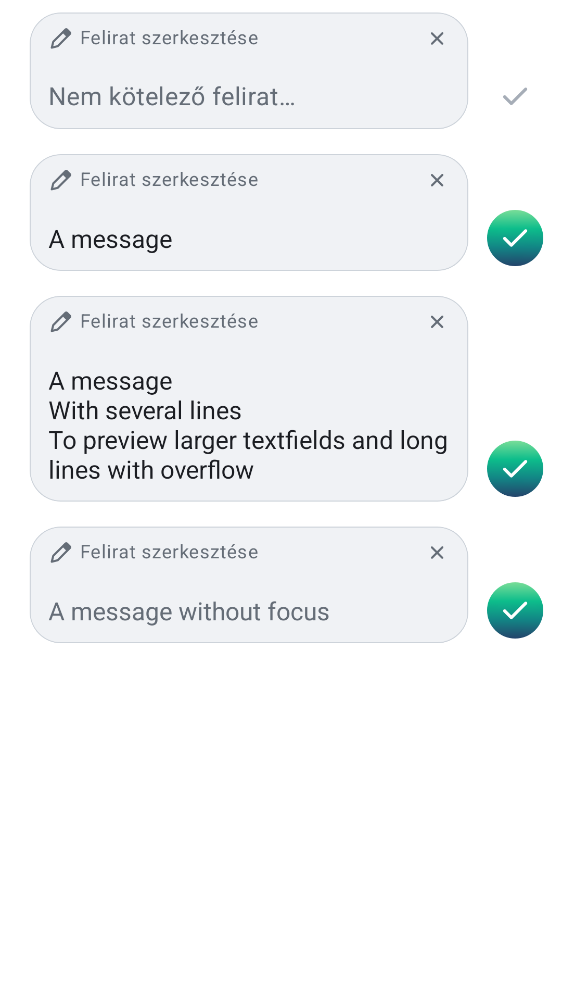 Felirat szerkesztése
Nem kötelező felirat…
Felirat szerkesztése
A message
Felirat szerkesztése
A message
With several lines
To preview larger textfields and long
lines with overflow
Felirat szerkesztése
A message without focus